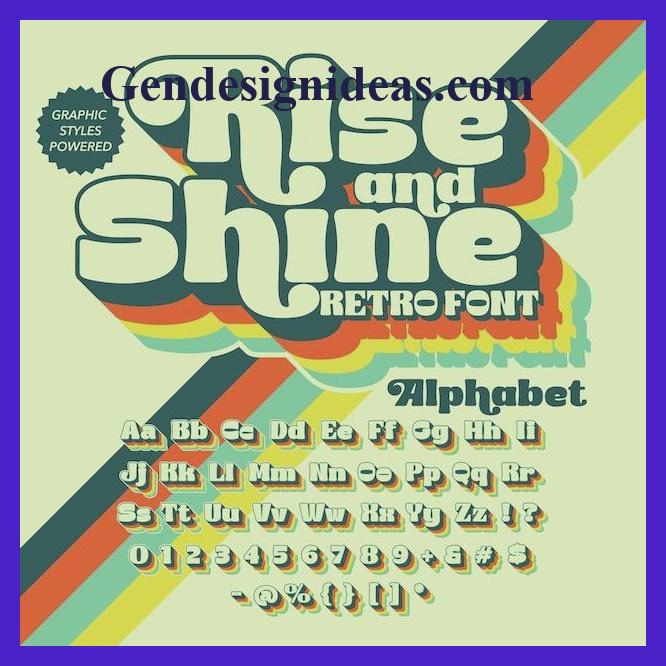 Gendesignideas.com
GRAPHIC
STYLES
POWERED
Rise
and
Shine
RETRO FONT
Alphabet
Aa Bb Cc Dd Ee Ff Gg Hh Ii
Jj Kk Ll Mm Nn Oo Pp Qq Rr
Ss Tt Uu Vv Ww Xx Yy Zz ! ?
0 1 2 3 4 5 6 7 8 9 + & # $
- @ % { } [ ] *